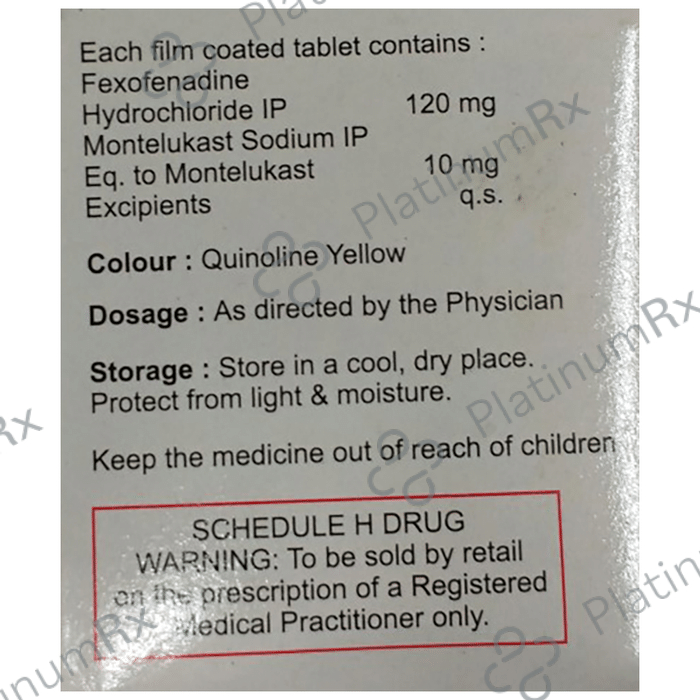 Each film coated tablet contains :
Fexofenadine
Hydrochloride IP 120 mg
Montelukast Sodium IP
Eq. to Montelukast 10 mg
Excipients q.s.
Colour : Quinoline Yellow
Dosage : As directed by the Physician
Storage : Store in a cool, dry place.
Protect from light & moisture.
Keep the medicine out of reach of children
SCHEDULE H DRUG
WARNING: To be sold by retail
on the prescription of a Registered
Medical Practitioner only.
PlatinumRx
PlatinumRx
PlatinumRx
Rx
Platin
inumRx